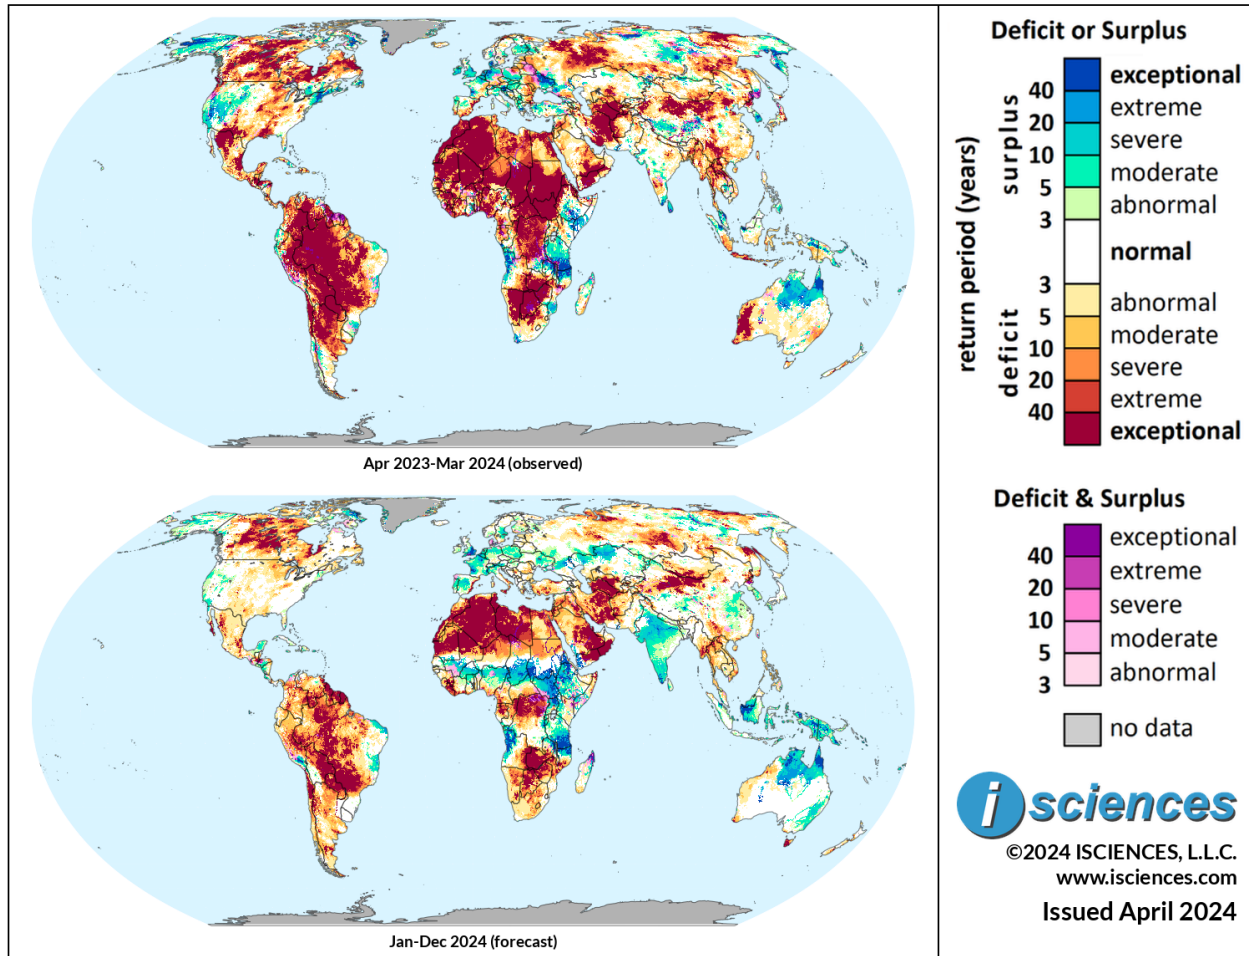 Apr 2023-Mar 2024 (observed)
Jan-Dec 2024 (forecast)
Deficit or Surplus
return period (years)
surplus
deficit
exceptional
40
extreme
20
severe
10
moderate
5
abnormal
3
normal
3
abnormal
5
moderate
10
severe
20
extreme
40
exceptional
Deficit & Surplus
exceptional
40
extreme
20
severe
10
moderate
5
abnormal
3
no data
i sciences
©2024 ISCIENCES, L.L.C.
www.isciences.com
Issued April 2024